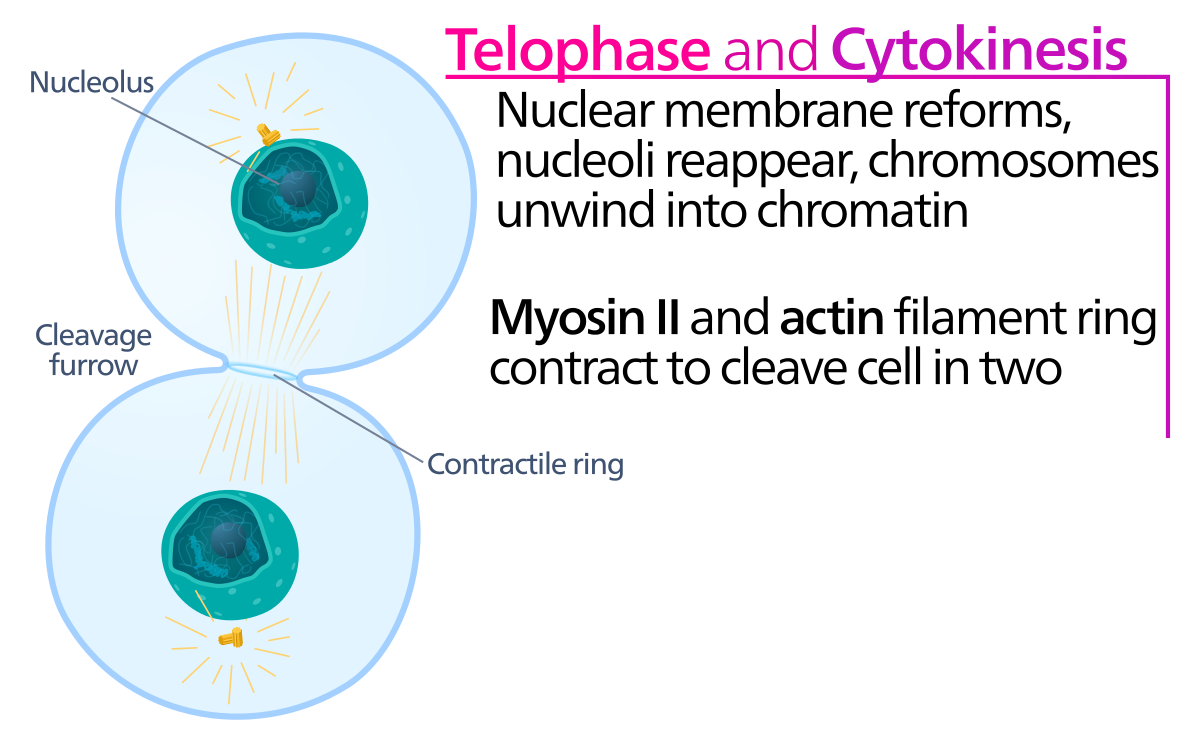 Telophase and Cytokinesis
Nucleolus
Nuclear membrane reforms,
nucleoli reappear, chromosomes
unwind into chromatin
Myosin II and actin filament ring
contract to cleave cell in two
Cleavage
furrow
Contractile ring